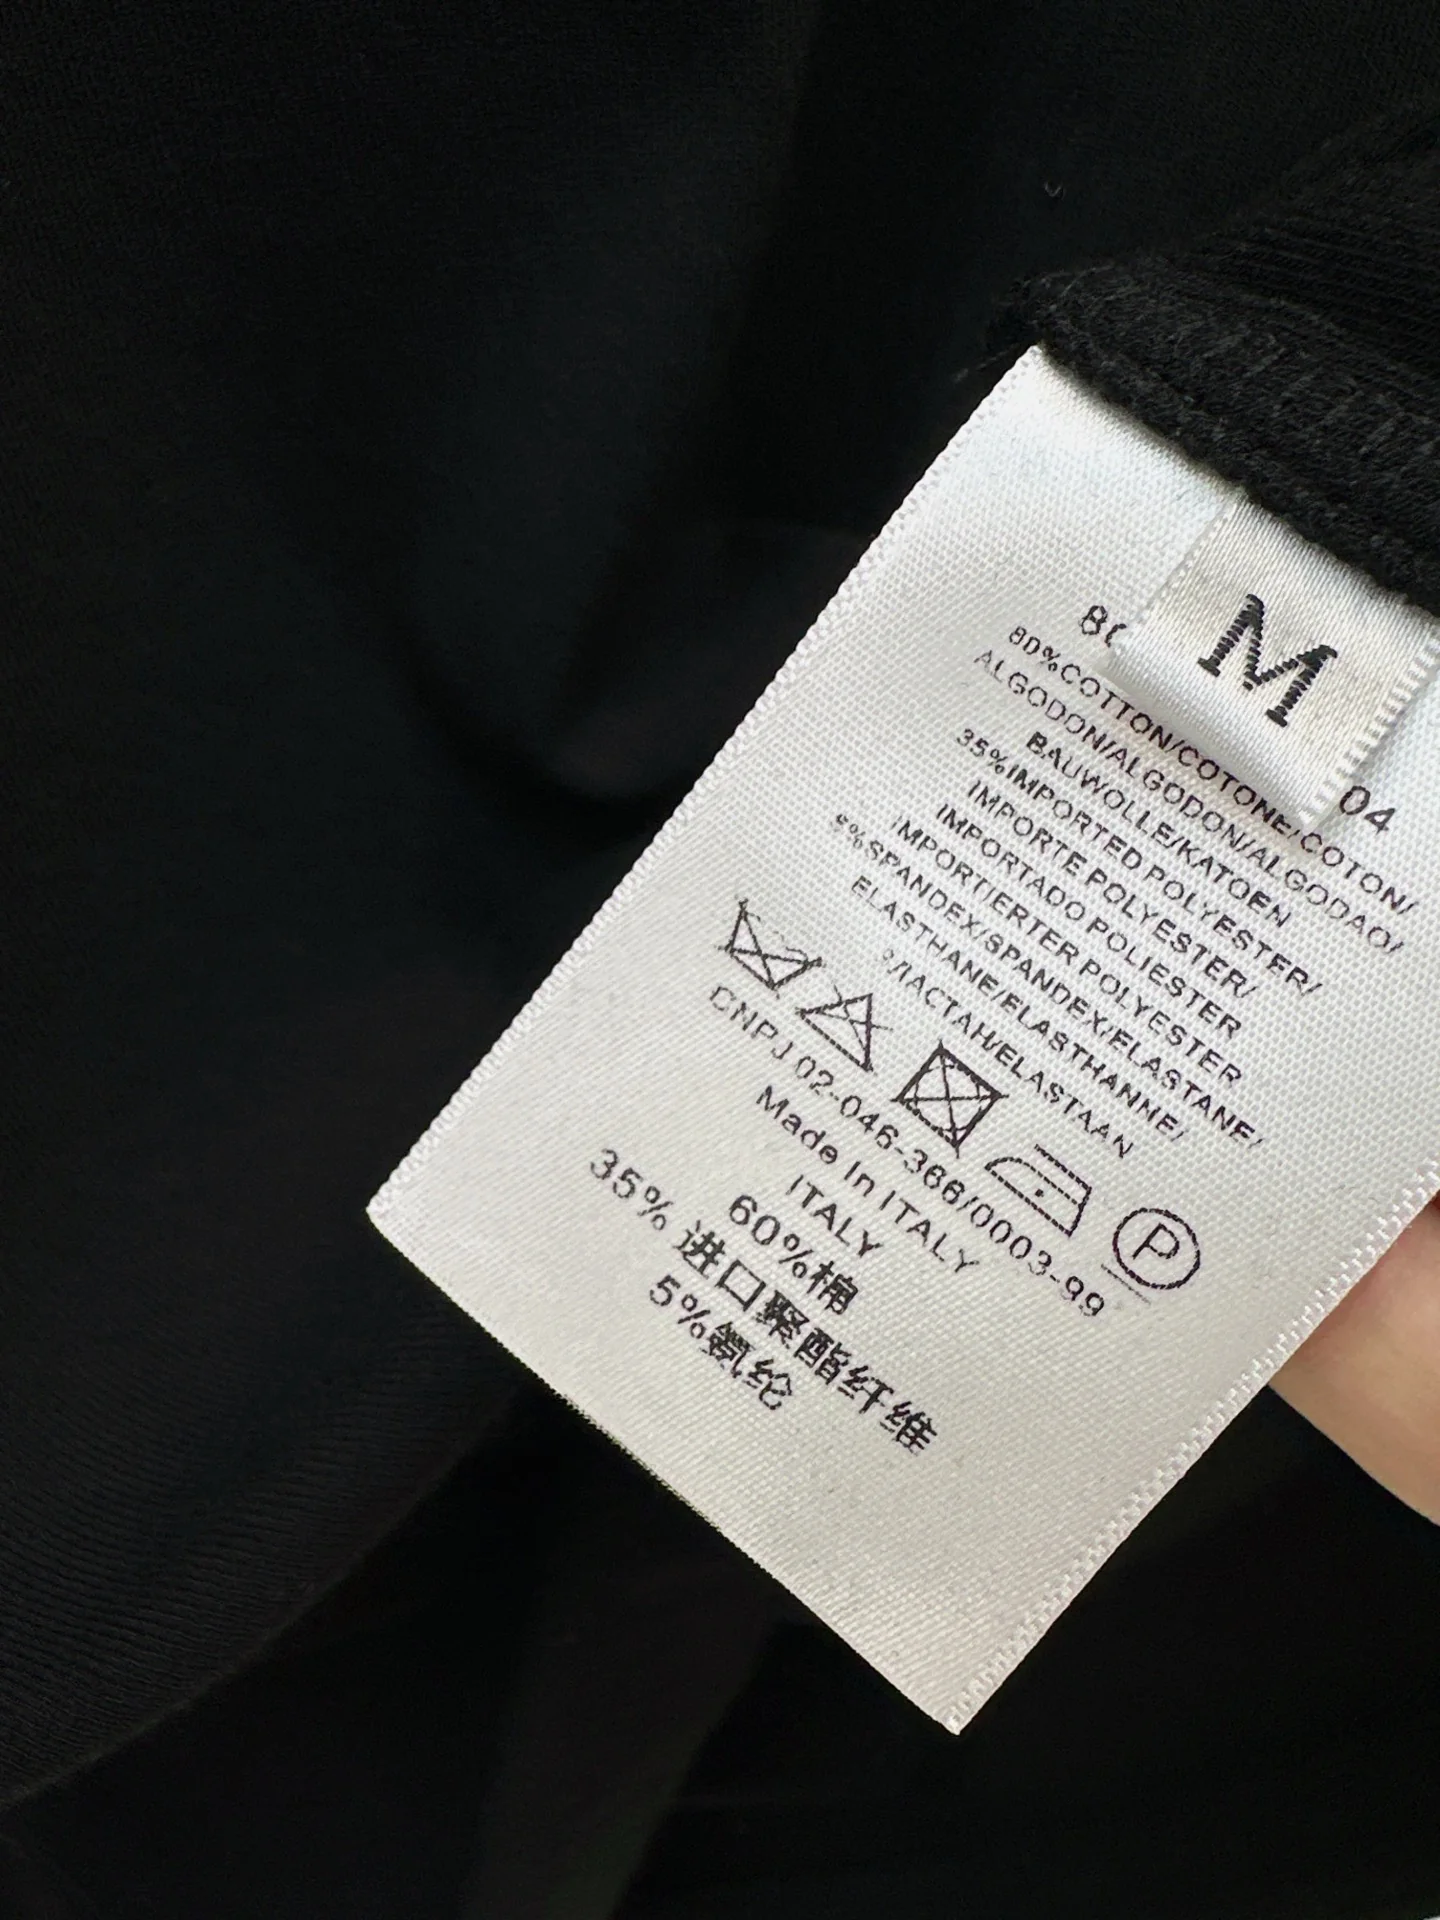 M
80%COTTON/COTONE/COTON/
ALGODON/ALGODON/ALGODAO/
BAUWOLLE/KATOEN
35%IMPORTED POLYESTER/
IMPORTE POLYESTER/
IMPORTADO POLIESTER
IMPORTIERTER POLYESTER
5%SPANDEX/SPANDEX/ELASTANE/
ELASTHANE/ELASTHANNE/
/IACTAH/ELASTAAN
P
CNPJ 02-046-366/0003-99
Made In ITALY
ITALY
60%棉
35% 进口聚酯纤维
5%氨纶